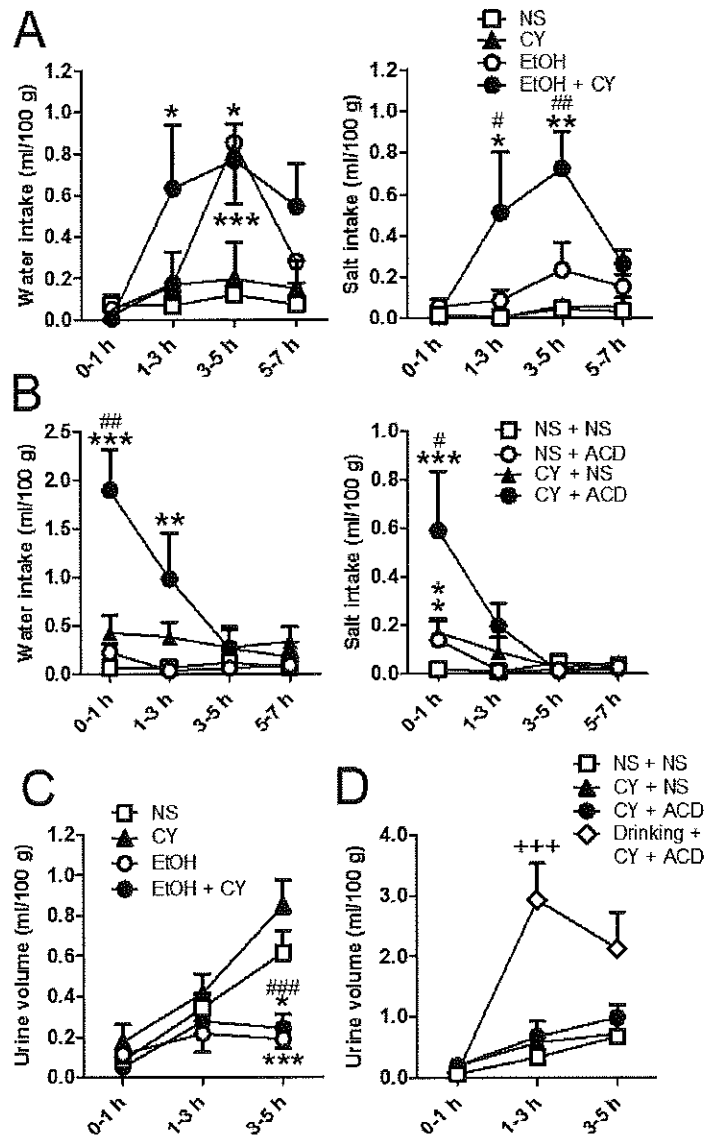 A
NS
CY
EtOH
EtOH + CY
Water intake (ml/100 g)
1.2
1.0
0.8
0.6
0.4
0.2
0.0
*
*
***
0-1 h
1-3 h
3-5 h
5-7 h
Salt intake (ml/100 g)
1.2
1.0
0.8
0.6
0.4
0.2
0.0
#
*
##
**
0-1 h
1-3 h
3-5 h
5-7 h
B
Water intake (ml/100 g)
2.5
2.0
1.5
1.0
0.5
0.0
##
***
**
0-1 h
1-3 h
3-5 h
5-7 h
NS + NS
NS + ACD
CY + NS
CY + ACD
Salt intake (ml/100 g)
1.0
0.8
0.6
0.4
0.2
0.0
#
***
*
*
0-1 h
1-3 h
3-5 h
5-7 h
C
NS
CY
EtOH
EtOH + CY
Urine volume (ml/100 g)
1.2
1.0
0.8
0.6
0.4
0.2
0.0
###
*
***
0-1 h
1-3 h
3-5 h
D
NS + NS
CY + NS
CY + ACD
Drinking +
CY + ACD
Urine volume (ml/100 g)
4.0
3.0
2.0
1.0
0.0
+++
0-1 h
1-3 h
3-5 h